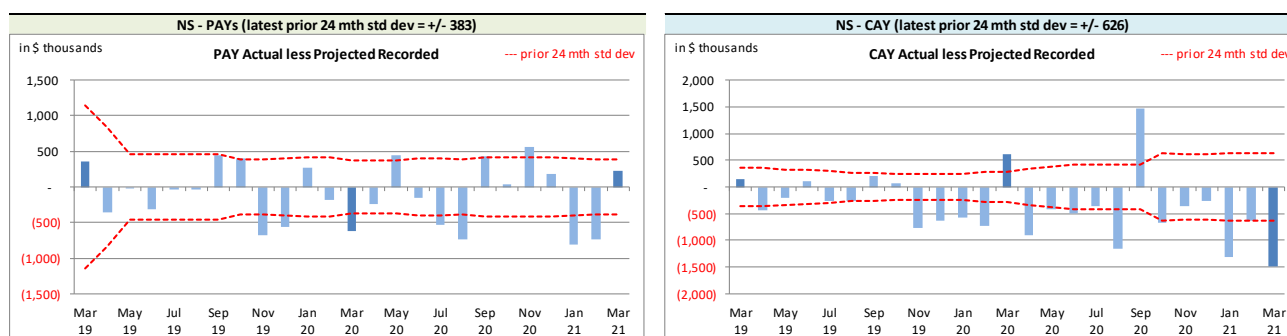 NS - PAYs (latest prior 24 mth std dev = +/- 383)
in $ thousands
PAY Actual less Projected Recorded
--- prior 24 mth std dev
1,500
1,000
500
-
(500)
(1,000)
(1,500)
Mar May Jul Sep Nov Jan Mar May Jul Sep Nov Jan Mar
19 19 19 19 19 20 20 20 20 20 20 21 21
NS - CAY (latest prior 24 mth std dev = +/- 626)
in $ thousands
CAY Actual less Projected Recorded
--- prior 24 mth std dev
2,000
1,500
1,000
500
-
(500)
(1,000)
(1,500)
(2,000)
Mar May Jul Sep Nov Jan Mar May Jul Sep Nov Jan Mar
19 19 19 19 19 20 20 20 20 20 20 21 21